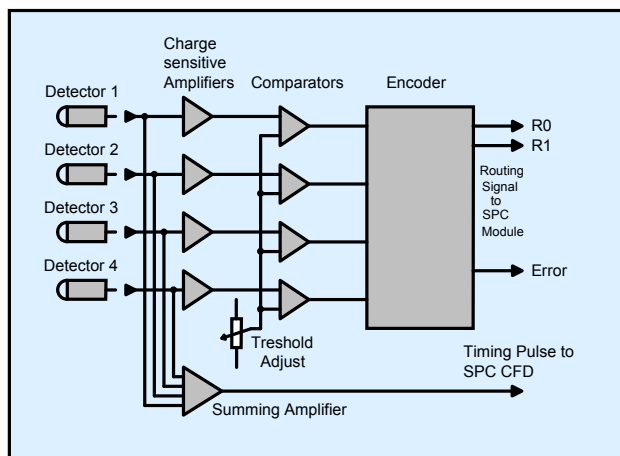 Charge
sensitive
Amplifiers
Comparators
Encoder
Detector 1
Detector 2
Detector 3
Detector 4
R0
R1
Routing
Signal
to
SPC
Module
Error
Treshold
Adjust
Timing Pulse to
SPC CFD
Summing Amplifier